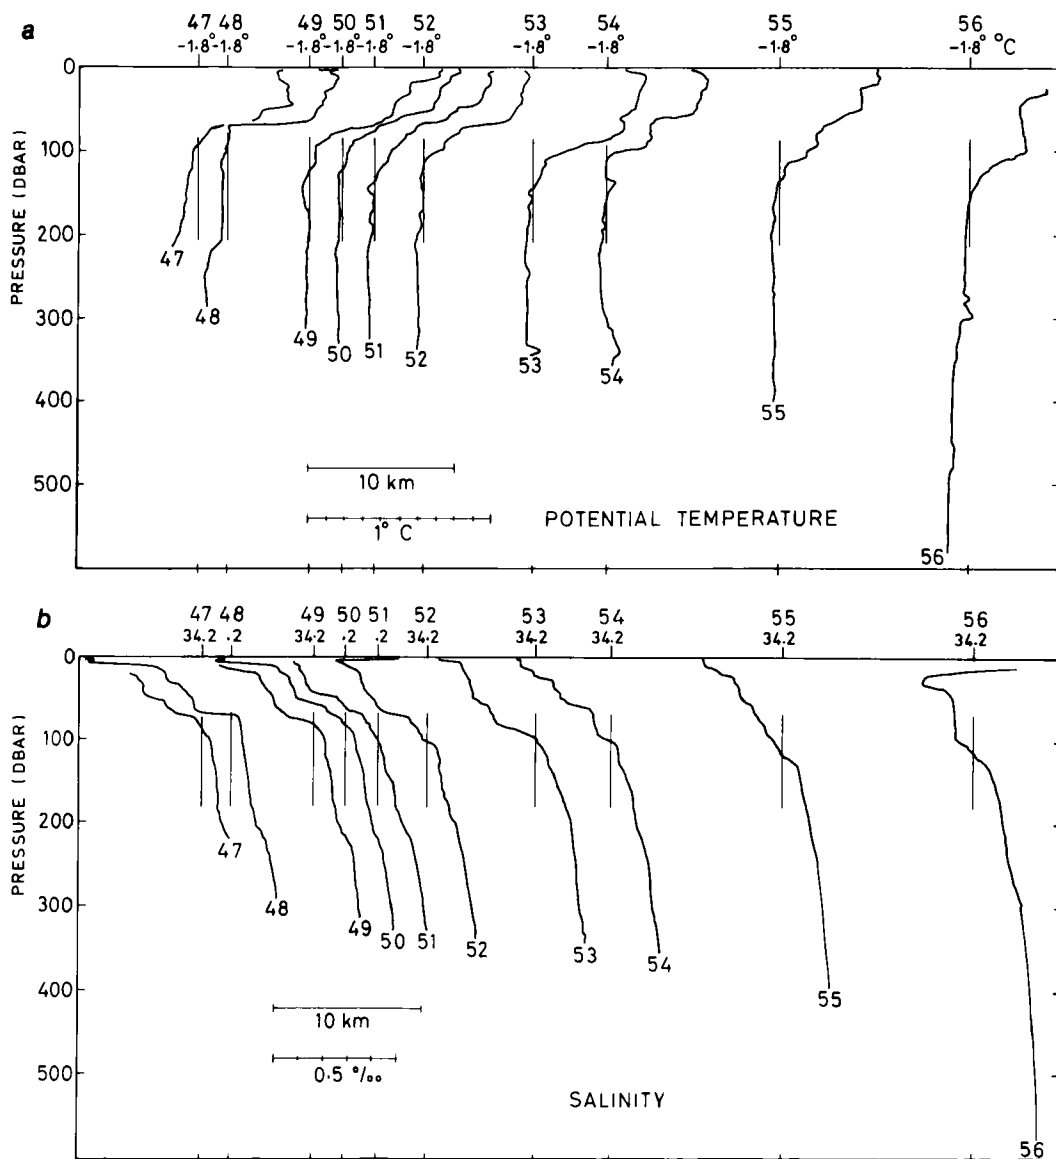 a
47 48 49 50 51 52 53 54 55 56
-1.8° -1.8° -1.8° -1.8° -1.8° -1.8° -1.8° -1.8° -1.8° -1.8° °C
0
100
200
300
400
500
PRESSURE (DBAR)
47
48
49
50
51
52
53
54
55
56
10 km
1° C
POTENTIAL TEMPERATURE
b
47 48 49 50 51 52 53 54 55 56
34.2 .2 34.2 .2 .2 34.2 34.2 34.2 34.2 34.2
0
100
200
300
400
500
PRESSURE (DBAR)
47
48
49
50
51
52
53
54
55
56
10 km
0.5 °/oo
SALINITY